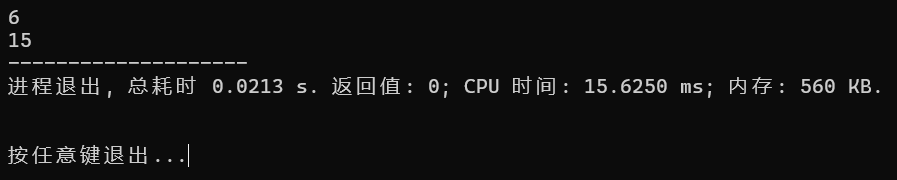 6
15
--------------------
进程退出, 总耗时 0.0213 s. 返回值: 0; CPU 时间: 15.6250 ms; 内存: 560 KB.
按任意键退出...